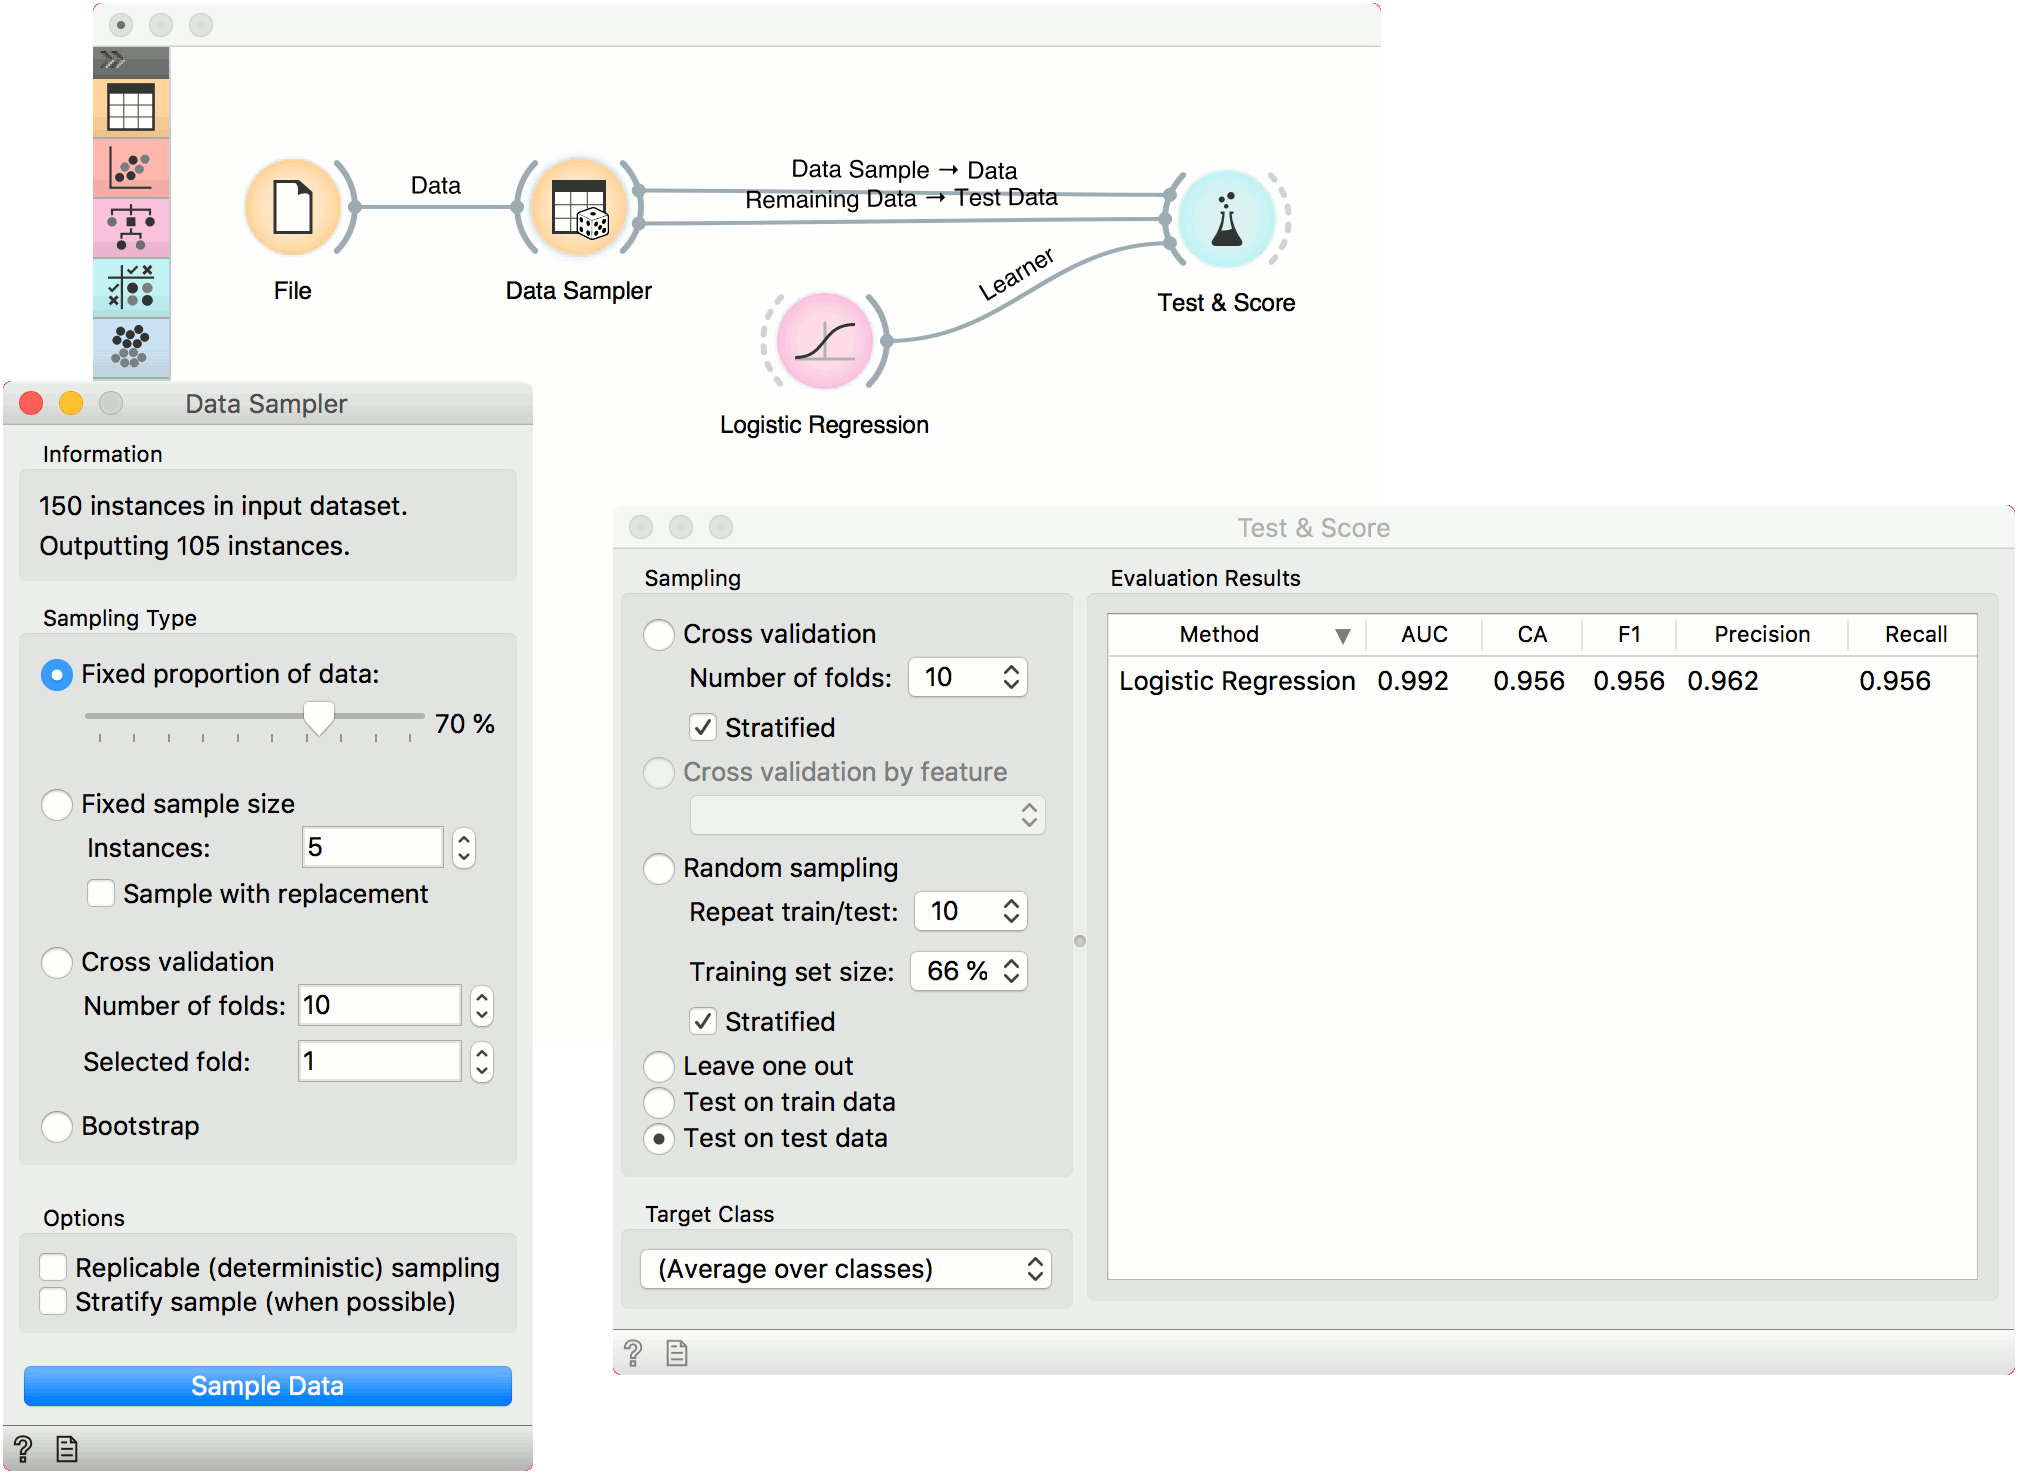 Data
Data Sample → Data
Remaining Data → Test Data
Learner
File
Data Sampler
Test & Score
Logistic Regression
Data Sampler
Information
150 instances in input dataset.
Outputting 105 instances.
Sampling Type
Fixed proportion of data:
70 %
Fixed sample size
Instances: 5
Sample with replacement
Cross validation
Number of folds: 10
Selected fold: 1
Bootstrap
Options
Replicable (deterministic) sampling
Stratify sample (when possible)
Sample Data
?
Test & Score
Sampling
Cross validation
Number of folds: 10
Stratified
Cross validation by feature
Random sampling
Repeat train/test: 10
Training set size: 66 %
Stratified
Leave one out
Test on train data
Test on test data
Target Class
(Average over classes)
Evaluation Results
Method AUC CA F1 Precision Recall
Logistic Regression 0.992 0.956 0.956 0.962 0.956
?